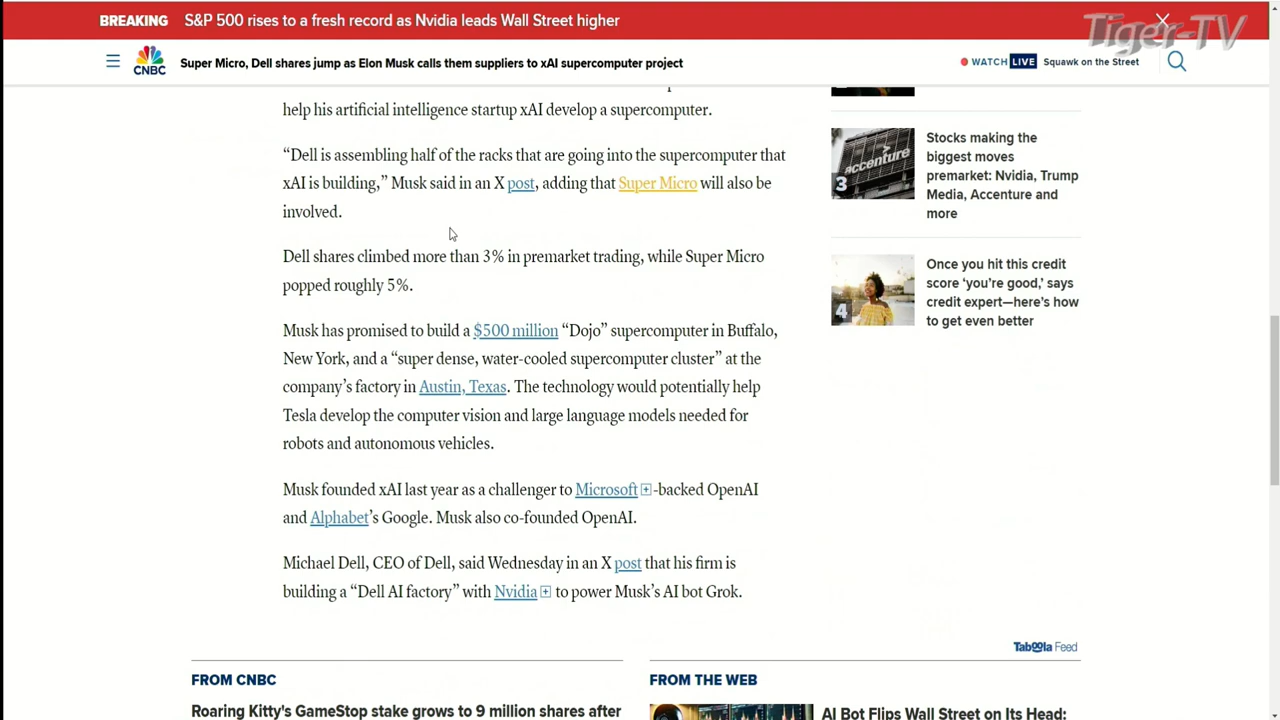 BREAKING S&P 500 rises to a fresh record as Nvidia leads Wall Street higher
Tiger-TV
CNBC
Super Micro, Dell shares jump as Elon Musk calls them suppliers to xAI supercomputer project
WATCH LIVE Squawk on the Street
help his artificial intelligence startup xAI develop a supercomputer.
“Dell is assembling half of the racks that are going into the supercomputer that
xAI is building,” Musk said in an X post, adding that Super Micro will also be
involved.
Dell shares climbed more than 3% in premarket trading, while Super Micro
popped roughly 5%.
Musk has promised to build a $500 million “Dojo” supercomputer in Buffalo,
New York, and a “super dense, water-cooled supercomputer cluster” at the
company’s factory in Austin, Texas. The technology would potentially help
Tesla develop the computer vision and large language models needed for
robots and autonomous vehicles.
Musk founded xAI last year as a challenger to Microsoft-backed OpenAI
and Alphabet’s Google. Musk also co-founded OpenAI.
Michael Dell, CEO of Dell, said Wednesday in an X post that his firm is
building a “Dell AI factory” with Nvidia to power Musk’s AI bot Grok.
accenture
3
Stocks making the
biggest moves
premarket: Nvidia, Trump
Media, Accenture and
more
4
Once you hit this credit
score ‘you’re good,’ says
credit expert—here’s how
to get even better
Taboola Feed
FROM CNBC
Roaring Kitty's GameStop stake grows to 9 million shares after
FROM THE WEB
AI Bot Flips Wall Street on Its Head: